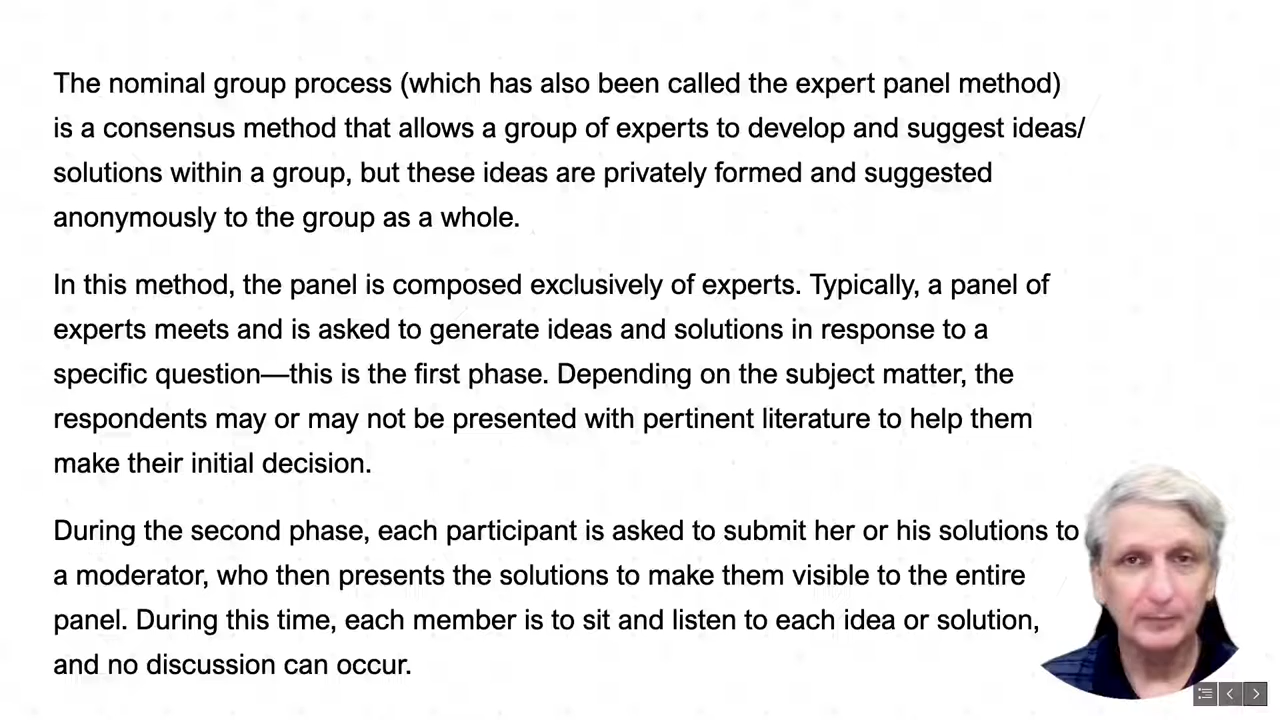 The nominal group process (which has also been called the expert panel method)
is a consensus method that allows a group of experts to develop and suggest ideas/
solutions within a group, but these ideas are privately formed and suggested
anonymously to the group as a whole.
In this method, the panel is composed exclusively of experts. Typically, a panel of
experts meets and is asked to generate ideas and solutions in response to a
specific question—this is the first phase. Depending on the subject matter, the
respondents may or may not be presented with pertinent literature to help them
make their initial decision.
During the second phase, each participant is asked to submit her or his solutions to
a moderator, who then presents the solutions to make them visible to the entire
panel. During this time, each member is to sit and listen to each idea or solution,
and no discussion can occur.